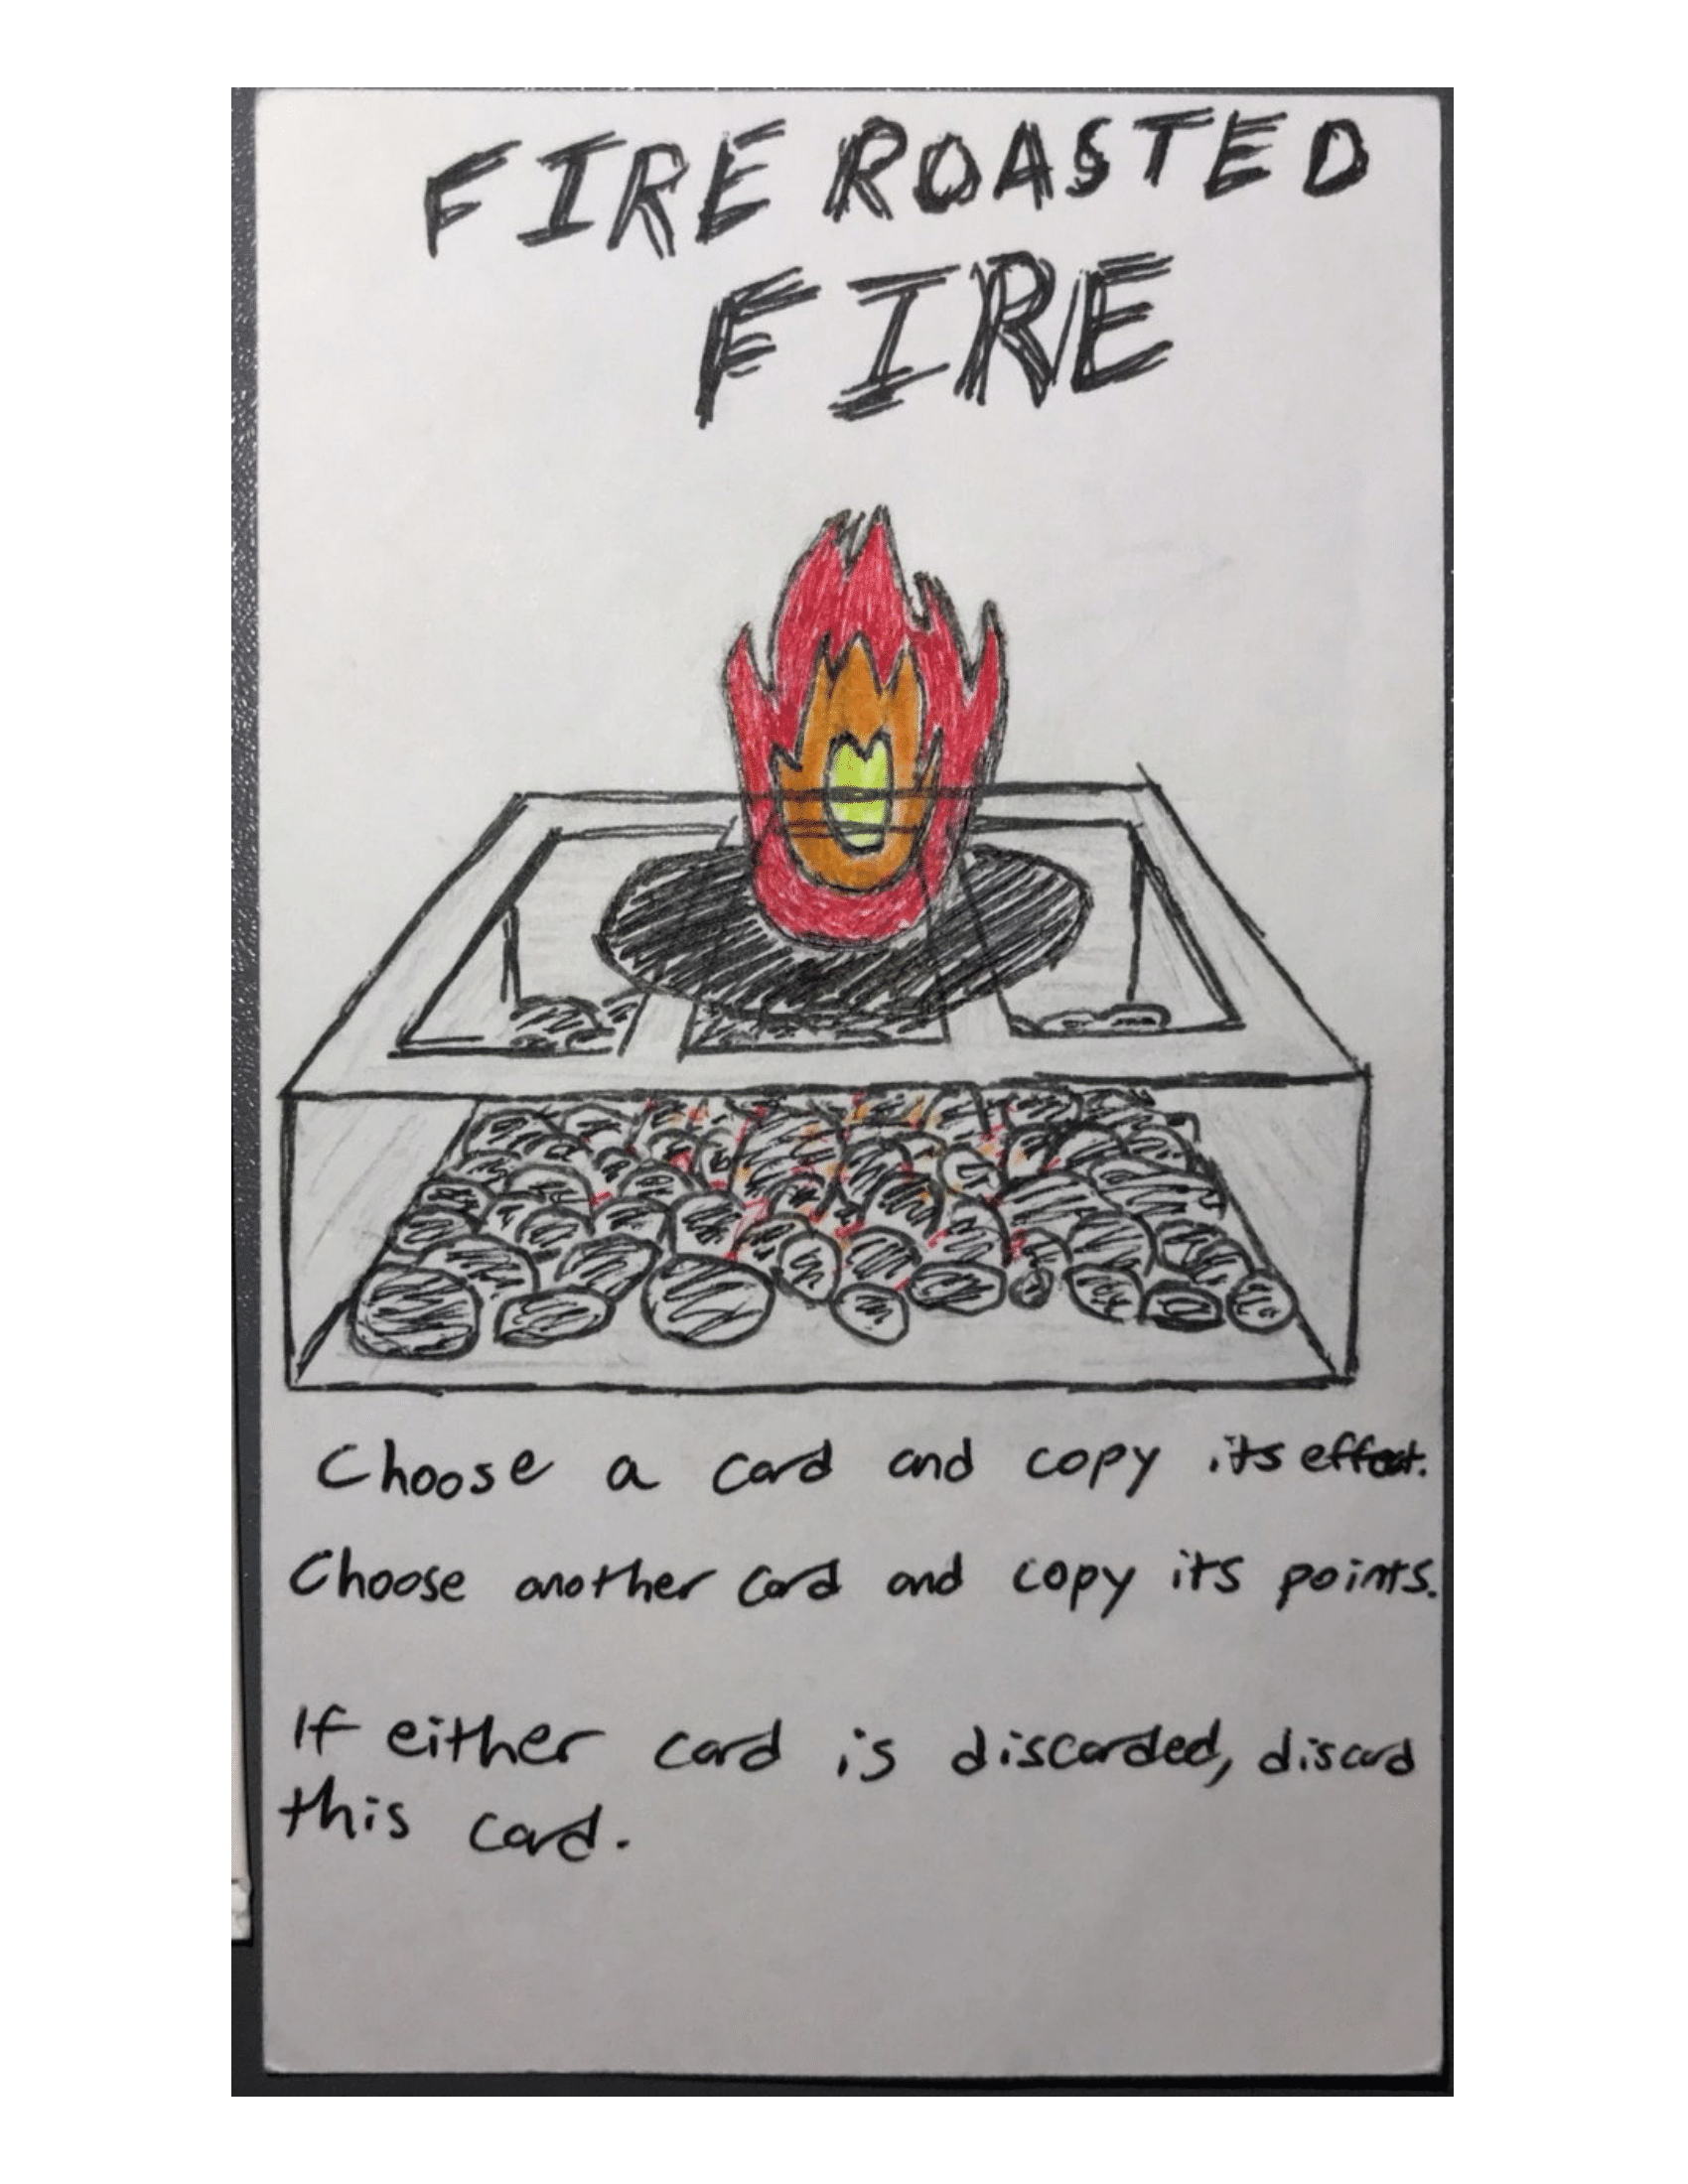 FIRE ROASTED
FIRE
Choose a card and copy its effect.
Choose another card and copy its points.
If either card is discarded, discard
this card.